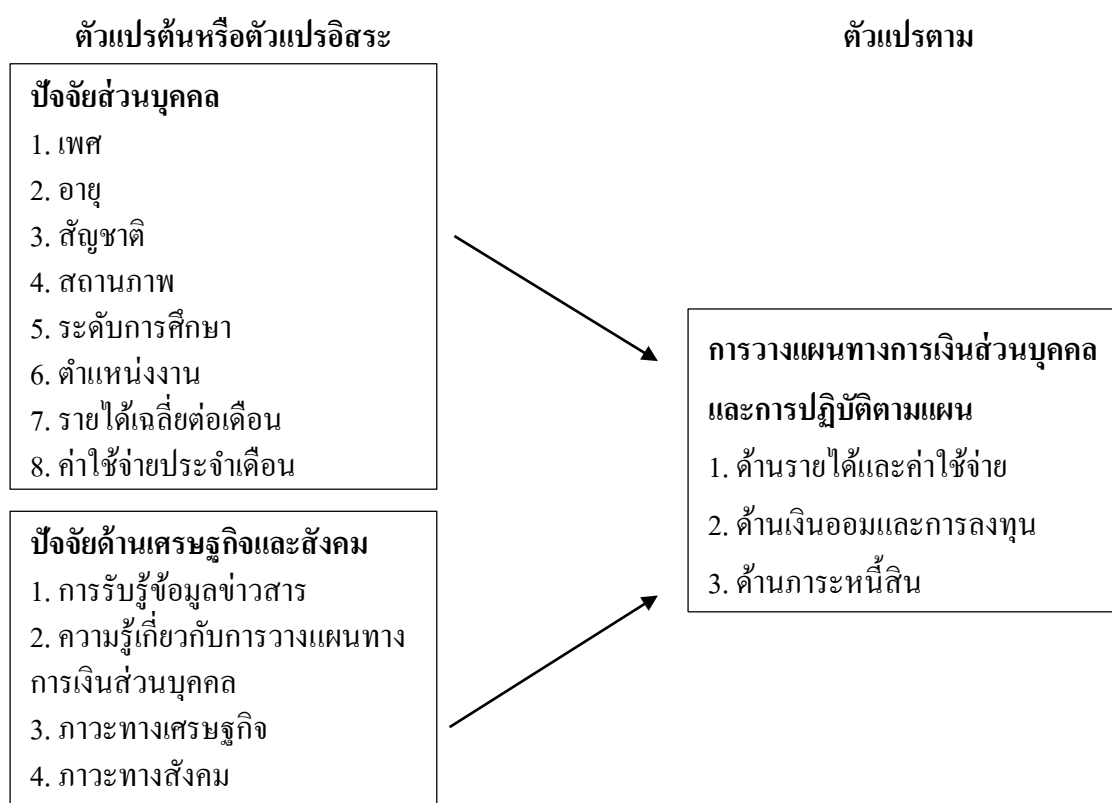 ตัวแปรต้นหรือตัวแปรอิสระ
ปัจจัยส่วนบุคคล
1. เพศ
2. อายุ
3. สัญชาติ
4. สถานภาพ
5. ระดับการศึกษา
6. ตำแหน่งงาน
7. รายได้เฉลี่ยต่อเดือน
8. ค่าใช้จ่ายประจำเดือน
ปัจจัยด้านเศรษฐกิจและสังคม
1. การรับรู้ข้อมูลข่าวสาร
2. ความรู้เกี่ยวกับการวางแผนทาง
การเงินส่วนบุคคล
3. ภาวะทางเศรษฐกิจ
4. ภาวะทางสังคม
ตัวแปรตาม
การวางแผนทางการเงินส่วนบุคคล
และการปฏิบัติตามแผน
1. ด้านรายได้และค่าใช้จ่าย
2. ด้านเงินออมและการลงทุน
3. ด้านภาระหนี้สิน